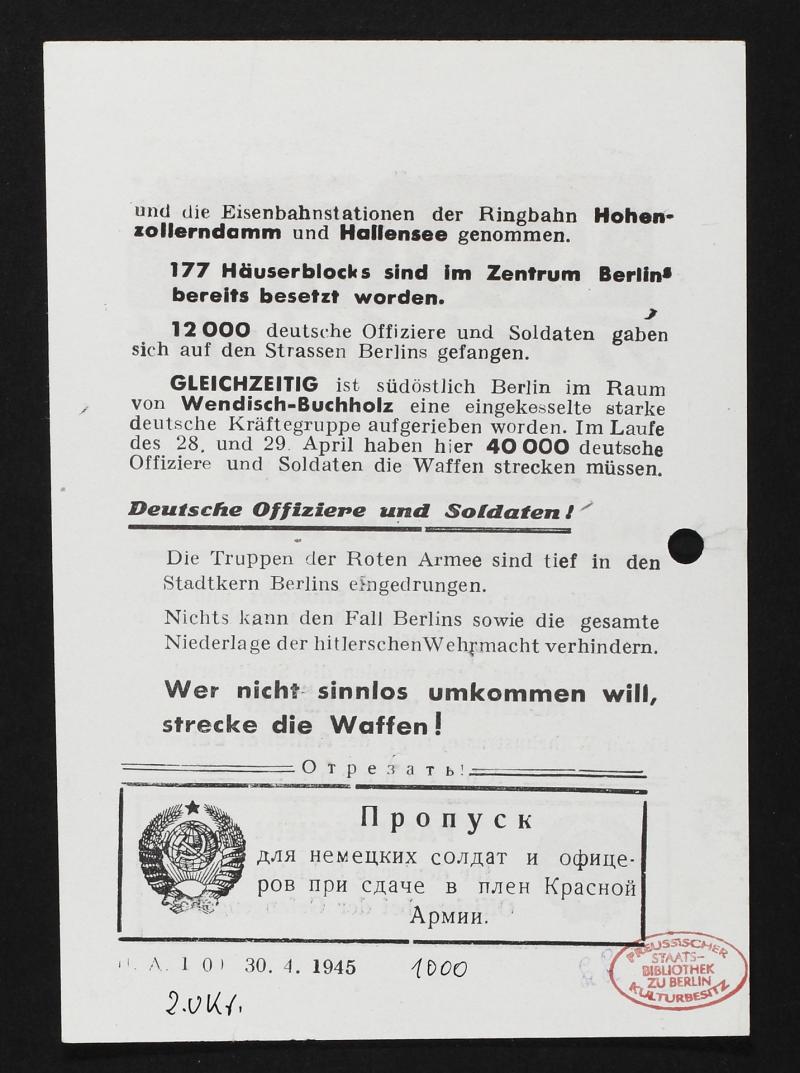 und die Eisenbahnstationen der Ringbahn Hohen-
zollerndamm und Hallensee genommen.
177 Häuserblocks sind im Zentrum Berlins
bereits besetzt worden.
12 000 deutsche Offiziere und Soldaten gaben
sich auf den Strassen Berlins gefangen.
GLEICHZEITIG ist südöstlich Berlin im Raum
von Wendisch-Buchholz eine eingekesselte starke
deutsche Kräftegruppe aufgerieben worden. Im Laufe
des 28. und 29. April haben hier 40 000 deutsche
Offiziere und Soldaten die Waffen strecken müssen.
Deutsche Offiziere und Soldaten!
Die Truppen der Roten Armee sind tief in den
Stadtkern Berlins eingedrungen.
Nichts kann den Fall Berlins sowie die gesamte
Niederlage der hitlerschen Wehrmacht verhindern.
Wer nicht sinnlos umkommen will,
strecke die Waffen!
Отрезать!
Пропуск
для немецких солдат и офице-
ров при сдаче в плен Красной
Армии.
A. 1 0) 30. 4. 1945 1000
PREUSSISCHER
STAATS-
BIBLIOTHEK
ZU BERLIN
KULTURBESITZ